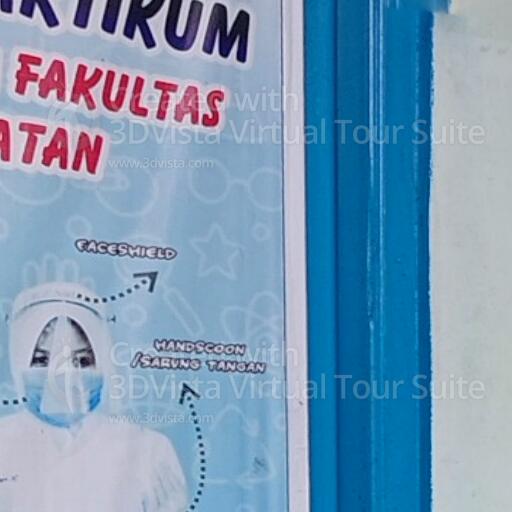 AKTIKUM
FAKULTAS
ATAN
Created with
3DVista Virtual Tour Suite
www.3dvista.com
FACESHIELD
HANDSCOON
/SARUNG TANGAN
Created with
3DVista Virtual Tour Suite
www.3dvista.com